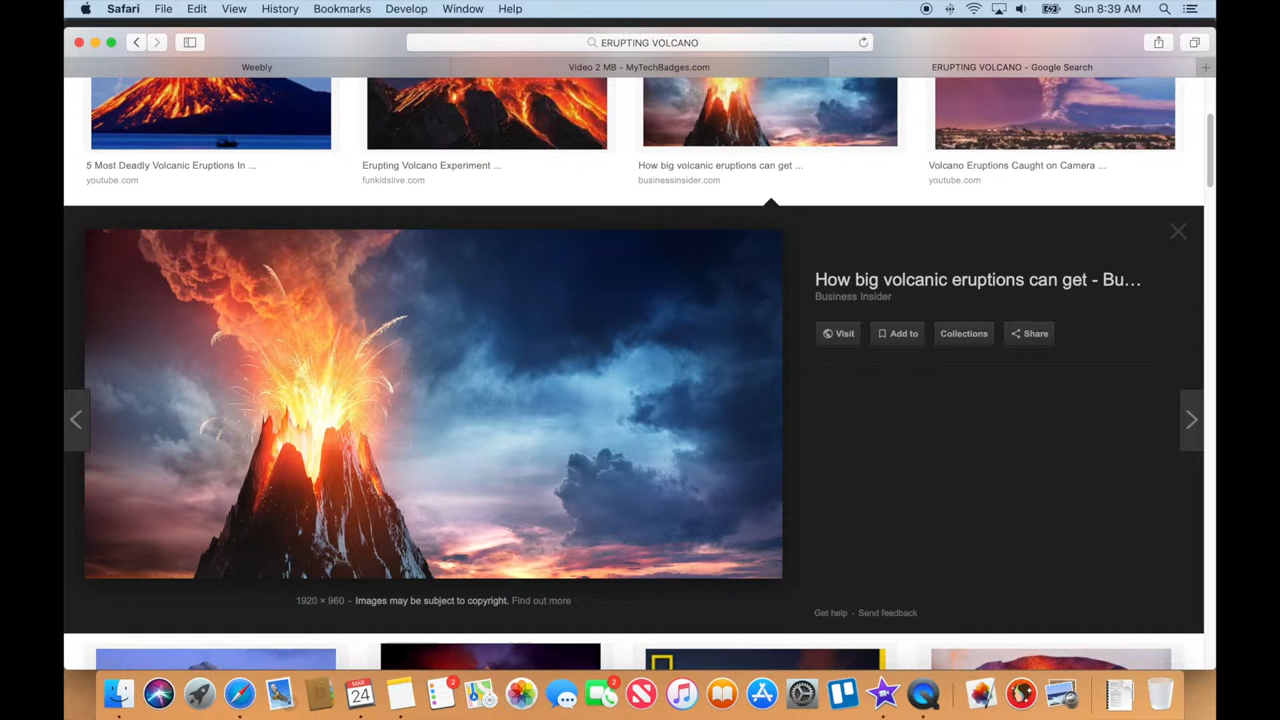 Safari File Edit View History Bookmarks Develop Window Help Sun 8:39 AM
ERUPTING VOLCANO
Weebly Video 2 MB - MyTechBadges.com ERUPTING VOLCANO - Google Search
5 Most Deadly Volcanic Eruptions In ... Erupting Volcano Experiment ... How big volcanic eruptions can get ... Volcano Eruptions Caught on Camera ...
youtube.com funkidslive.com businessinsider.com youtube.com
How big volcanic eruptions can get - Bu...
Business Insider
Visit Add to Collections Share
1920 × 960 - Images may be subject to copyright. Find out more
Get help - Send feedback
MAR 2 2
24